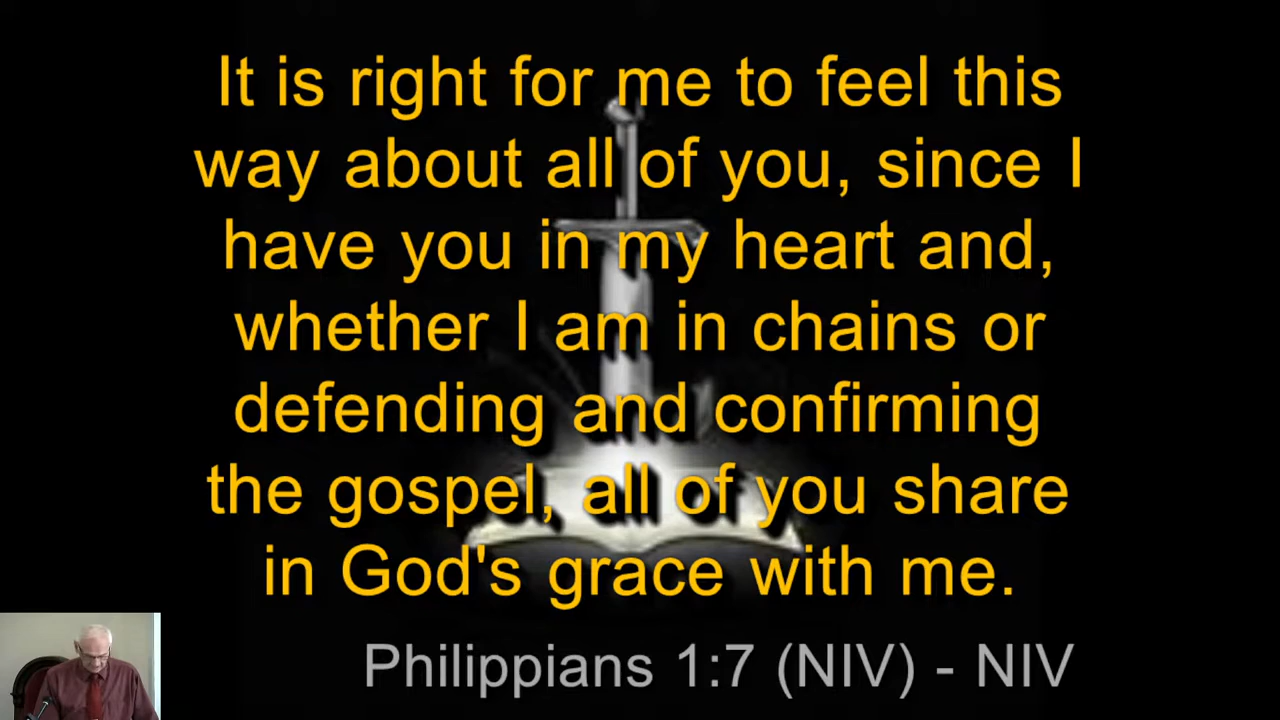 It is right for me to feel this
way about all of you, since I
have you in my heart and,
whether I am in chains or
defending and confirming
the gospel, all of you share
in God's grace with me.
Philippians 1:7 (NIV) - NIV